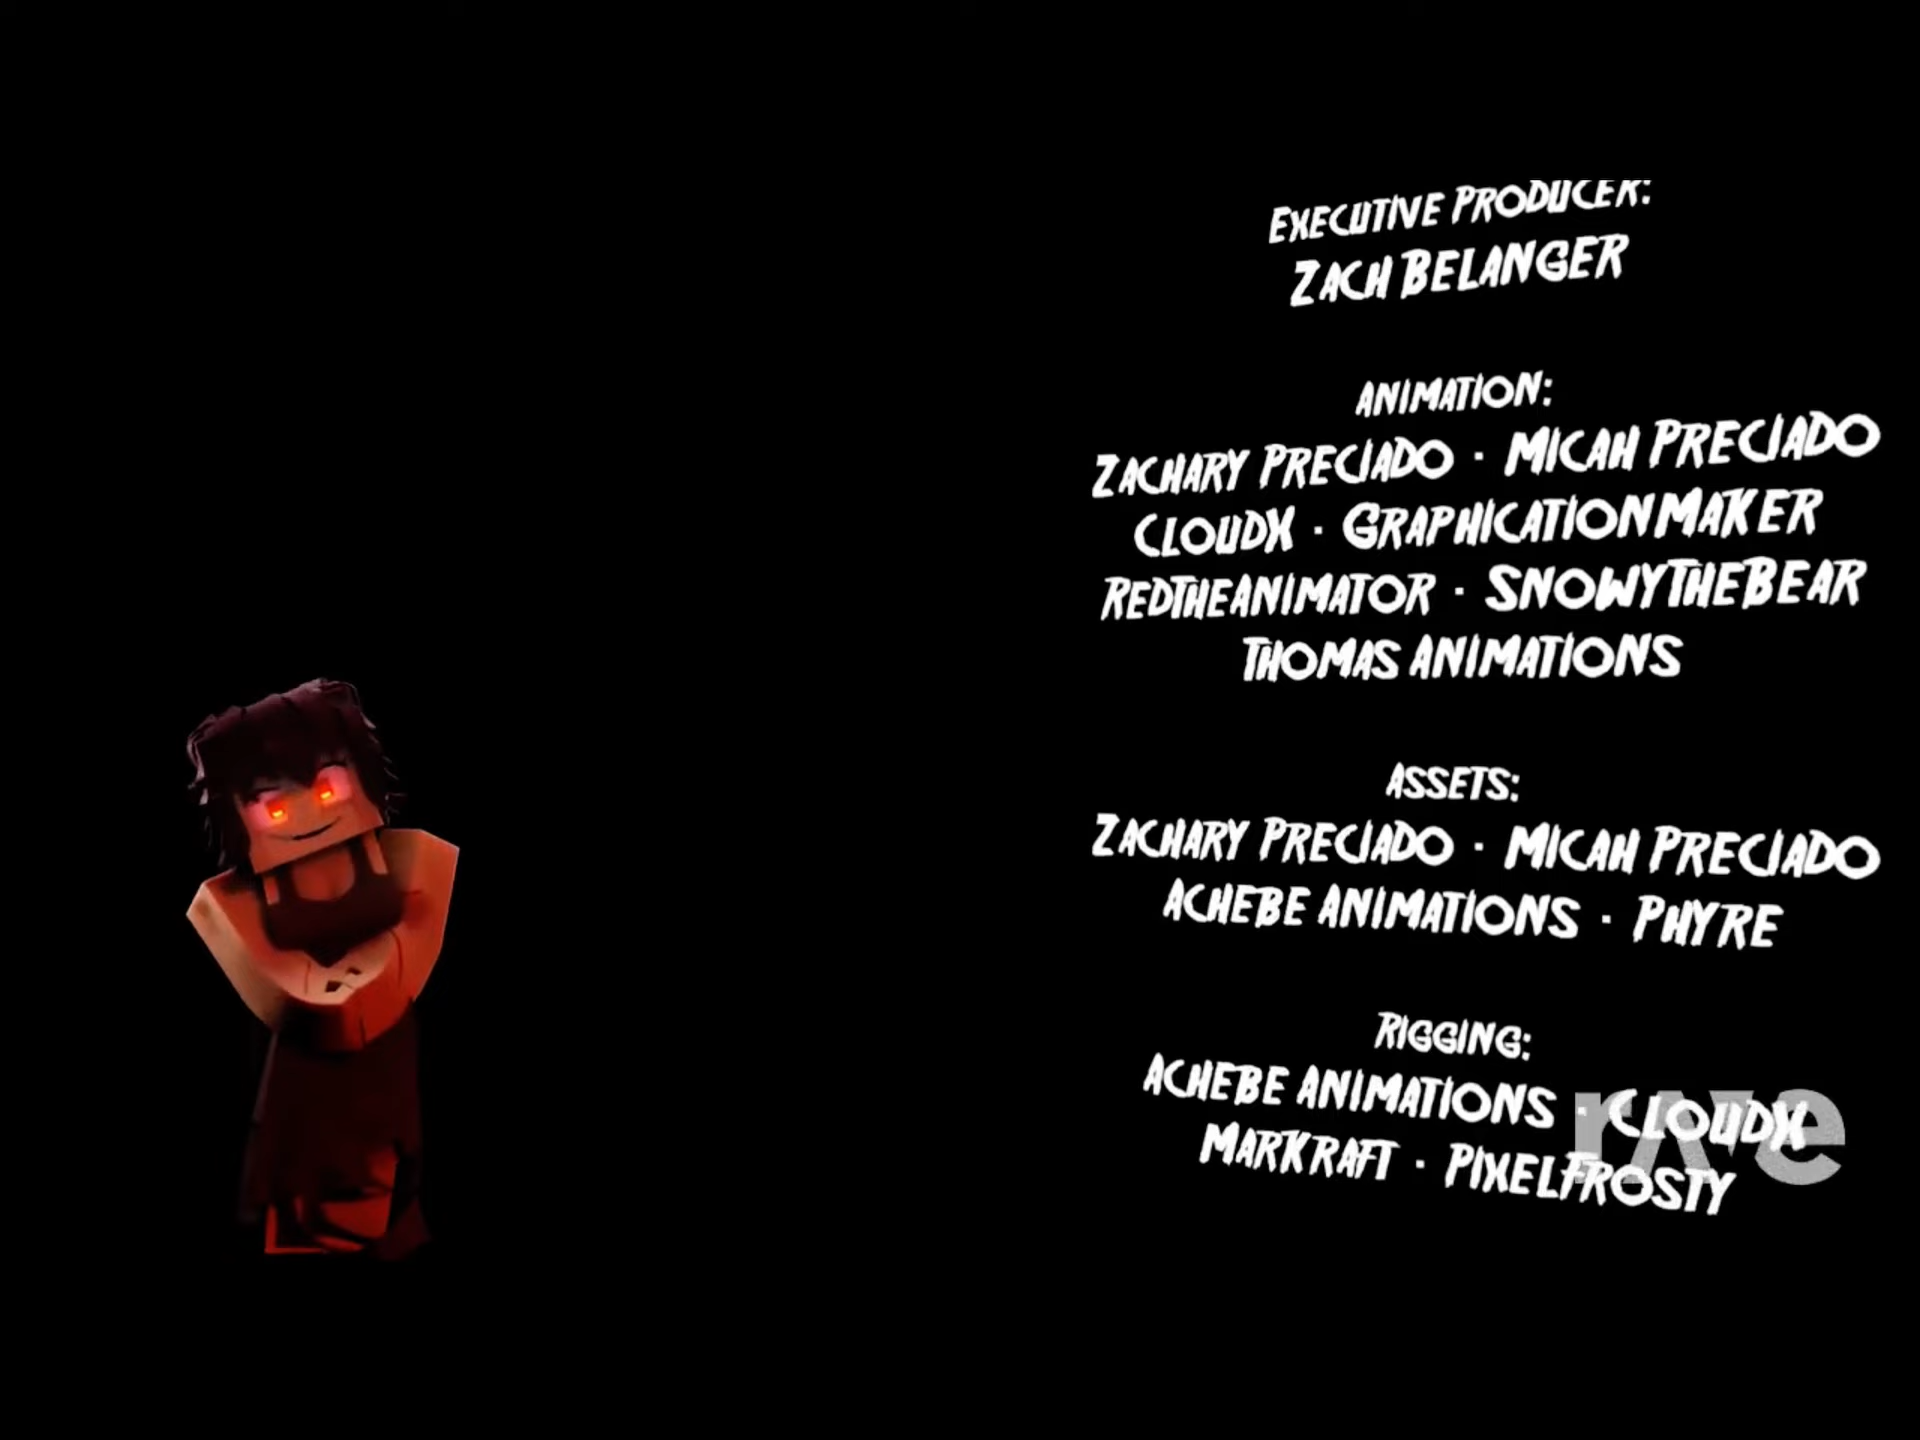 EXECUTIVE PRODUCER:
ZACH BELANGER
ANIMATION:
ZACHARY PRECIADO · MICAH PRECIADO
CLOUDX · GRAPHICATIONMAKER
REDTHEANIMATOR · SNOWYTHEBEAR
THOMAS ANIMATIONS
ASSETS:
ZACHARY PRECIADO · MICAH PRECIADO
ACHEBE ANIMATIONS · PHYRE
RIGGING:
ACHEBE ANIMATIONS · CLOUDX
MARKRAFT · PIXELFROSTY
rave